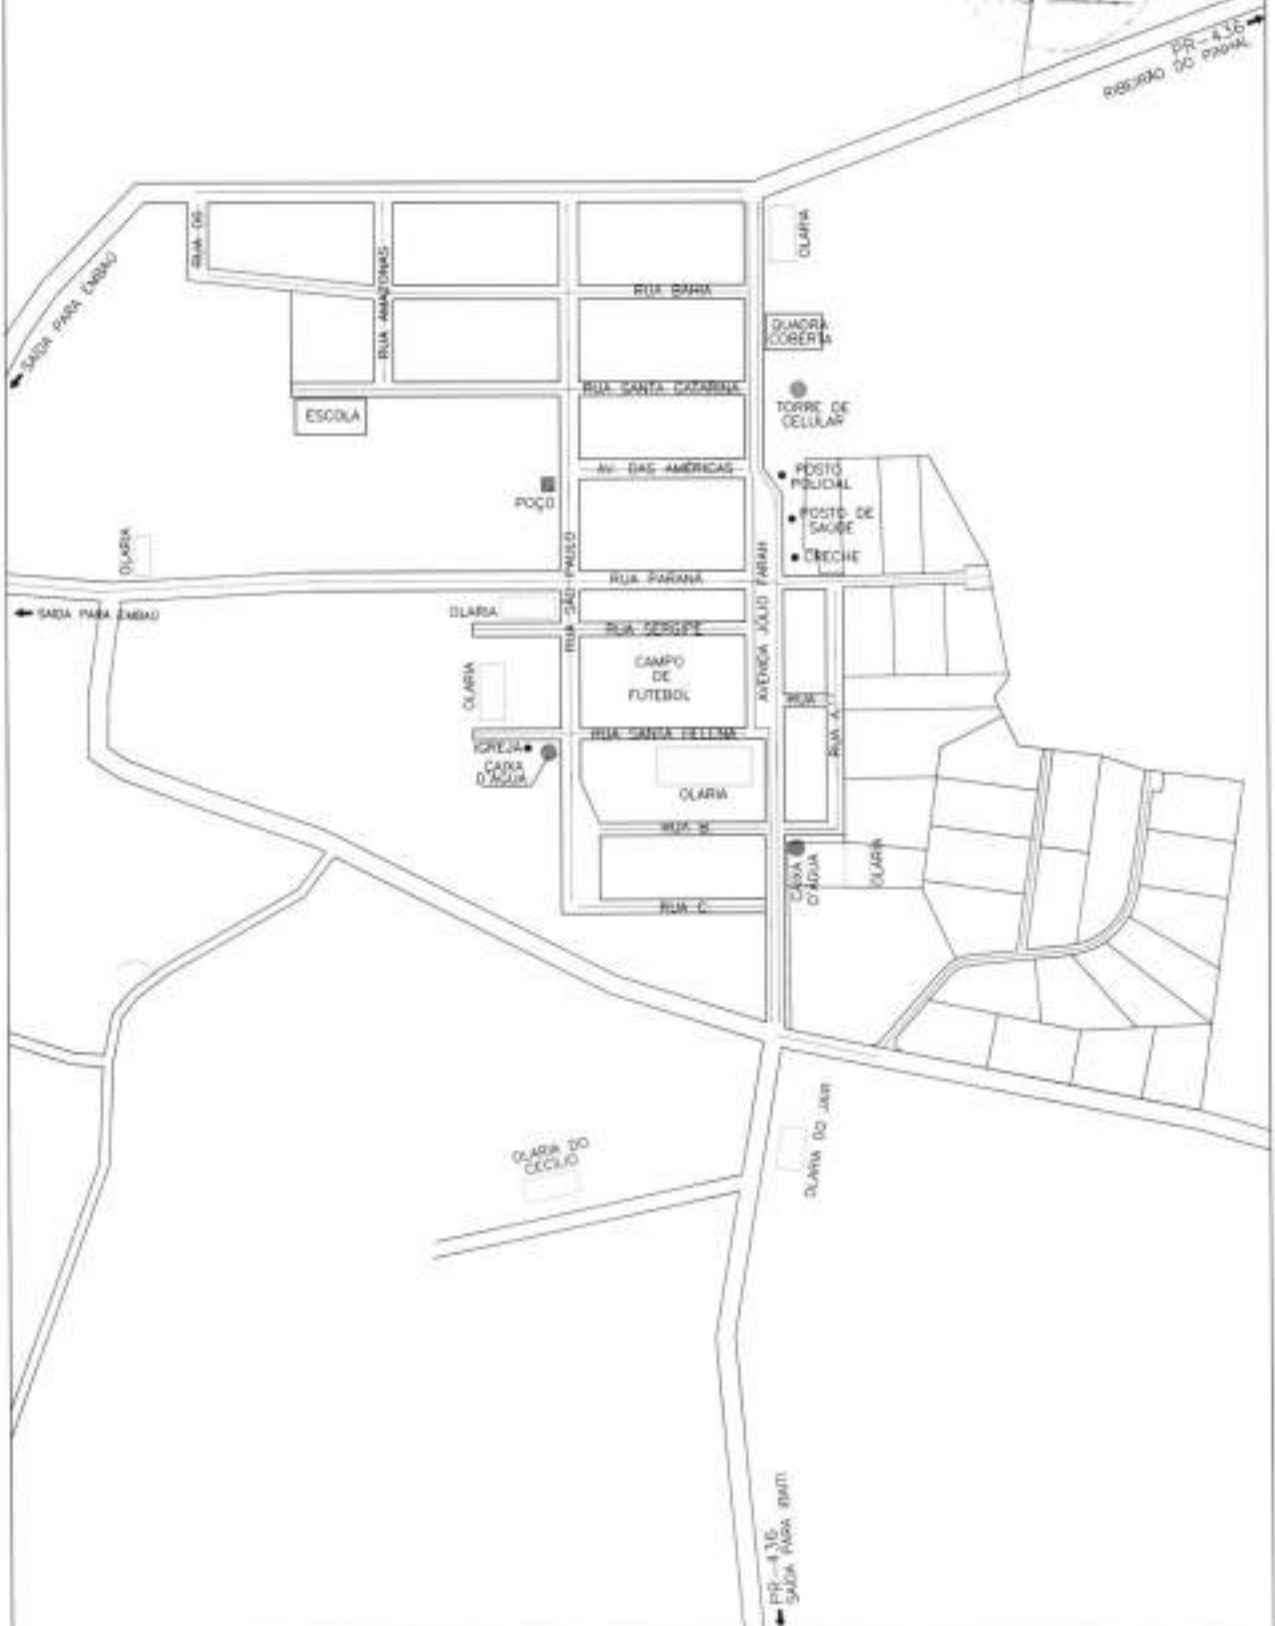 PR-436
RIBEIRÃO DO PINHAL
OLARIA
RUA
SAÍDA PARA EMBAÚ
RUA AMAZONAS
RUA BAHIA
QUADRA
COBERTA
RUA SANTA CATARINA
ESCOLA
TORRE DE
CELULAR
AV. DAS AMÉRICAS
POSTO
POLICIAL
POÇO
POSTO DE
SAÚDE
CRECHE
OLARIA
RUA SÃO PAULO
RUA PARANÁ
AVENIDA JÚLIO FARAH
SAÍDA PARA EMBAÚ
OLARIA
RUA SERGIPE
CAMPO
DE
FUTEBOL
OLARIA
RUA
RUA A
RUA SANTA HELENA
IGREJA
CAIXA
D'ÁGUA
OLARIA
RUA B
CAIXA
D'ÁGUA
OLARIA
RUA C
OLARIA DO JAIR
OLARIA DO
CECÍLIO
PR-436
SAÍDA PARA IBAITI